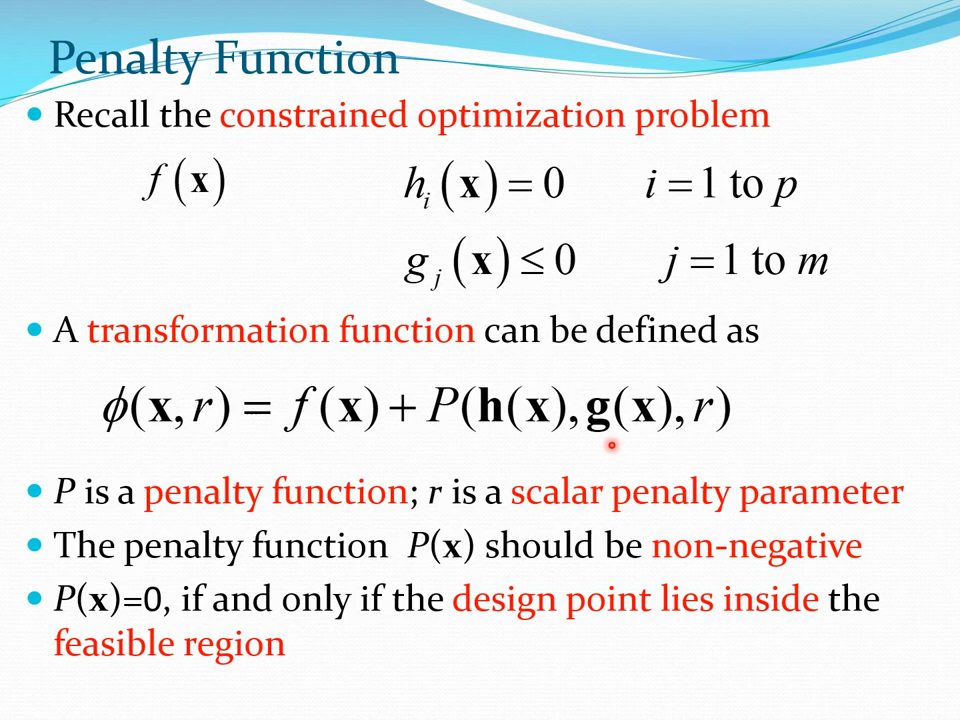 Penalty Function
• Recall the constrained optimization problem
f(x) hᵢ(x) = 0 i = 1 to p
gⱼ(x) ≤ 0 j = 1 to m
• A transformation function can be defined as
ϕ(x, r) = f(x) + P(h(x), g(x), r)
• P is a penalty function; r is a scalar penalty parameter
• The penalty function P(x) should be non-negative
• P(x)=0, if and only if the design point lies inside the
feasible region